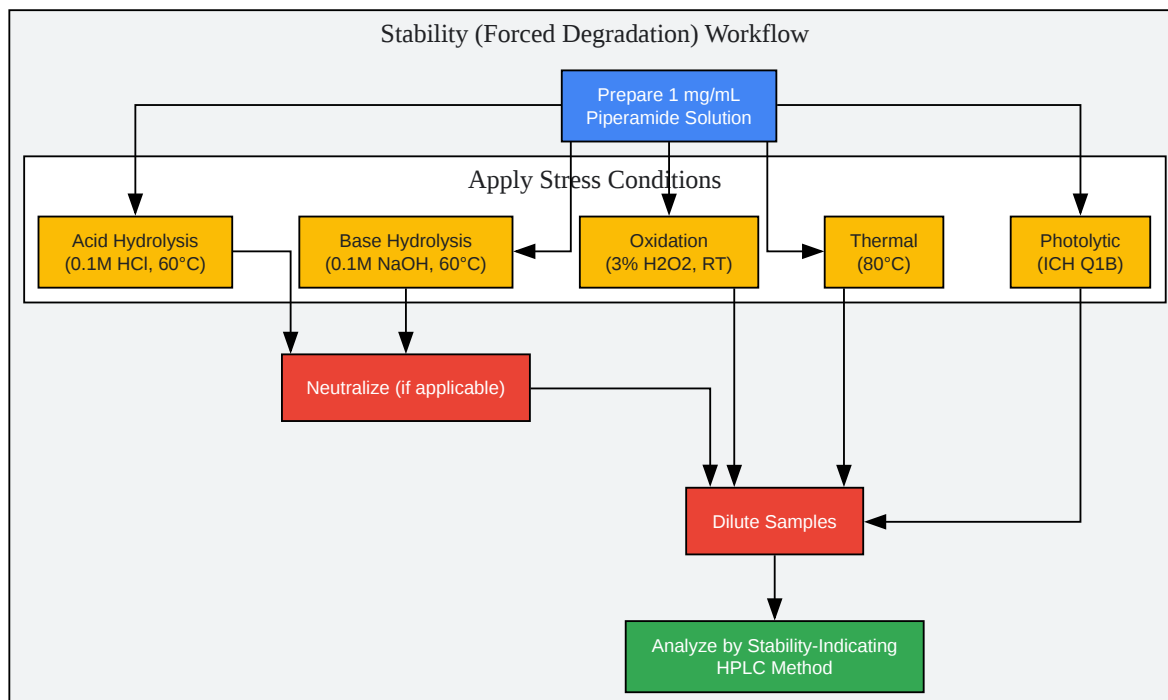 Stability (Forced Degradation) Workflow
Prepare 1 mg/mL
Piperamide Solution
Apply Stress Conditions
Acid Hydrolysis
(0.1M HCl, 60°C)
Base Hydrolysis
(0.1M NaOH, 60°C)
Oxidation
(3% H2O2, RT)
Thermal
(80°C)
Photolytic
(ICH Q1B)
Neutralize (if applicable)
Dilute Samples
Analyze by Stability-Indicating
HPLC Method